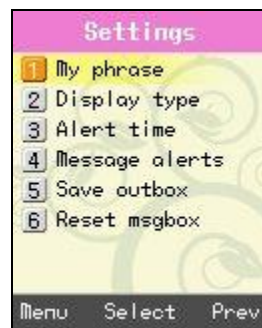 Settings
1 My phrase
2 Display type
3 Alert time
4 Message alerts
5 Save outbox
6 Reset msgbox
Menu Select Prev